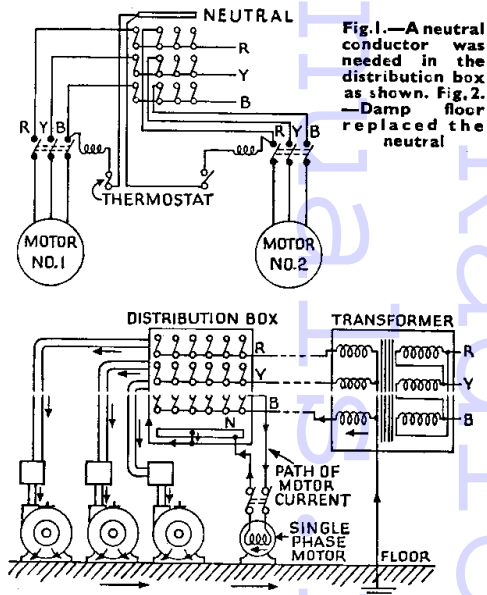 NEUTRAL
Fig.1.—A neutral
conductor was
needed in the
distribution box
as shown. Fig. 2.
—Damp floor
replaced the
neutral
R
Y
B
R Y B
R Y B
THERMOSTAT
MOTOR
NO.1
MOTOR
NO.2
DISTRIBUTION BOX
TRANSFORMER
R
Y
B
N
R
Y
B
PATH OF
MOTOR
CURRENT
SINGLE
PHASE
MOTOR
FLOOR